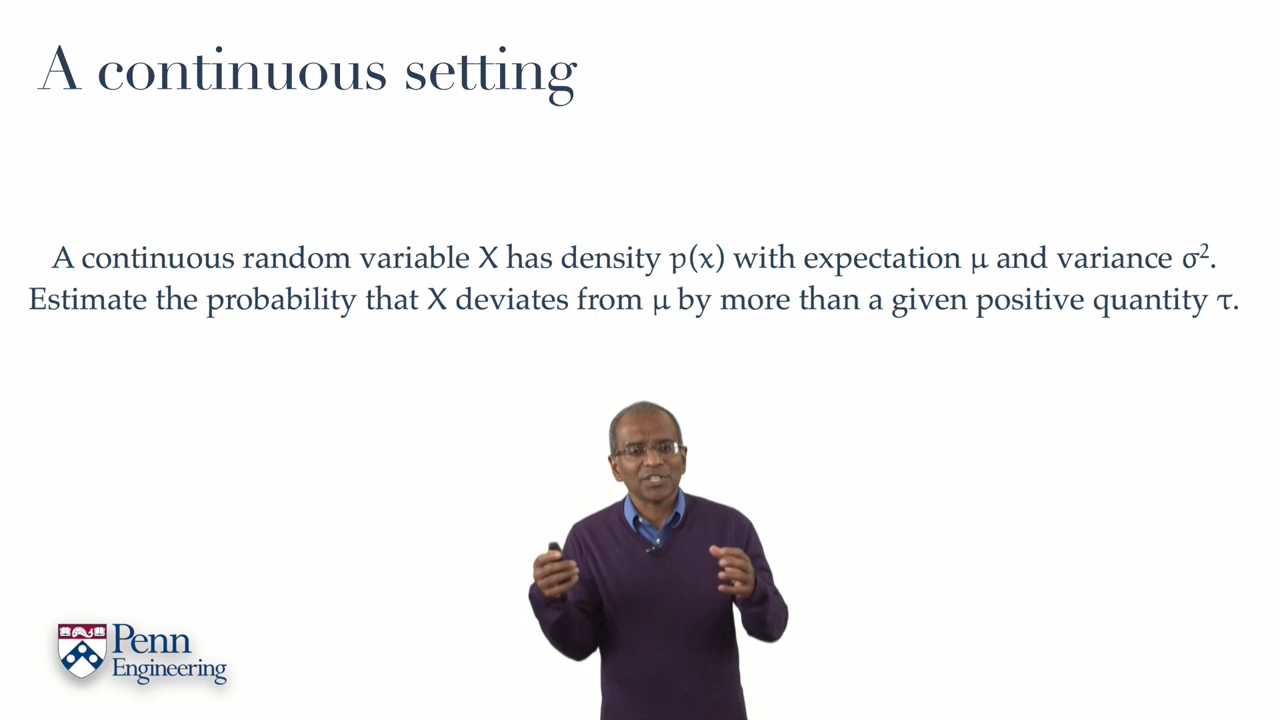 A continuous setting
A continuous random variable X has density p(x) with expectation μ and variance σ².
Estimate the probability that X deviates from μ by more than a given positive quantity τ.
Penn
Engineering